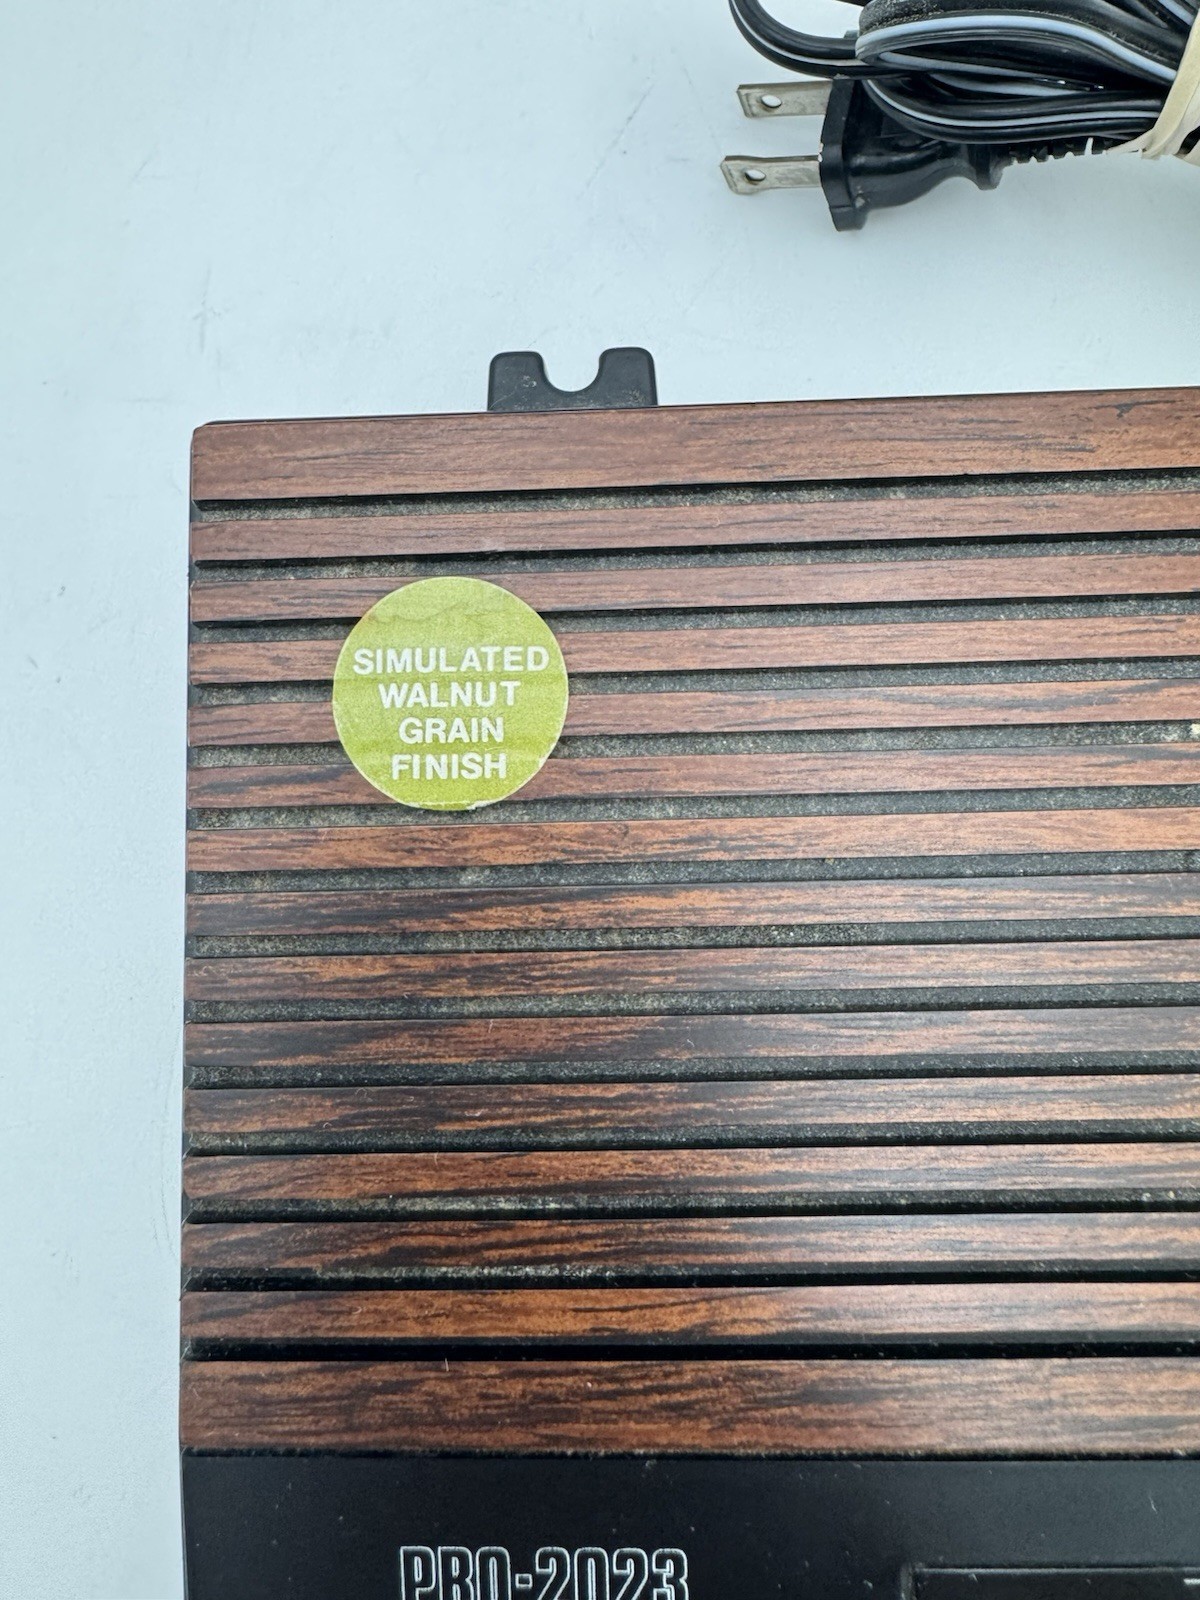 SIMULATED
WALNUT
GRAIN
FINISH
PRO-2023